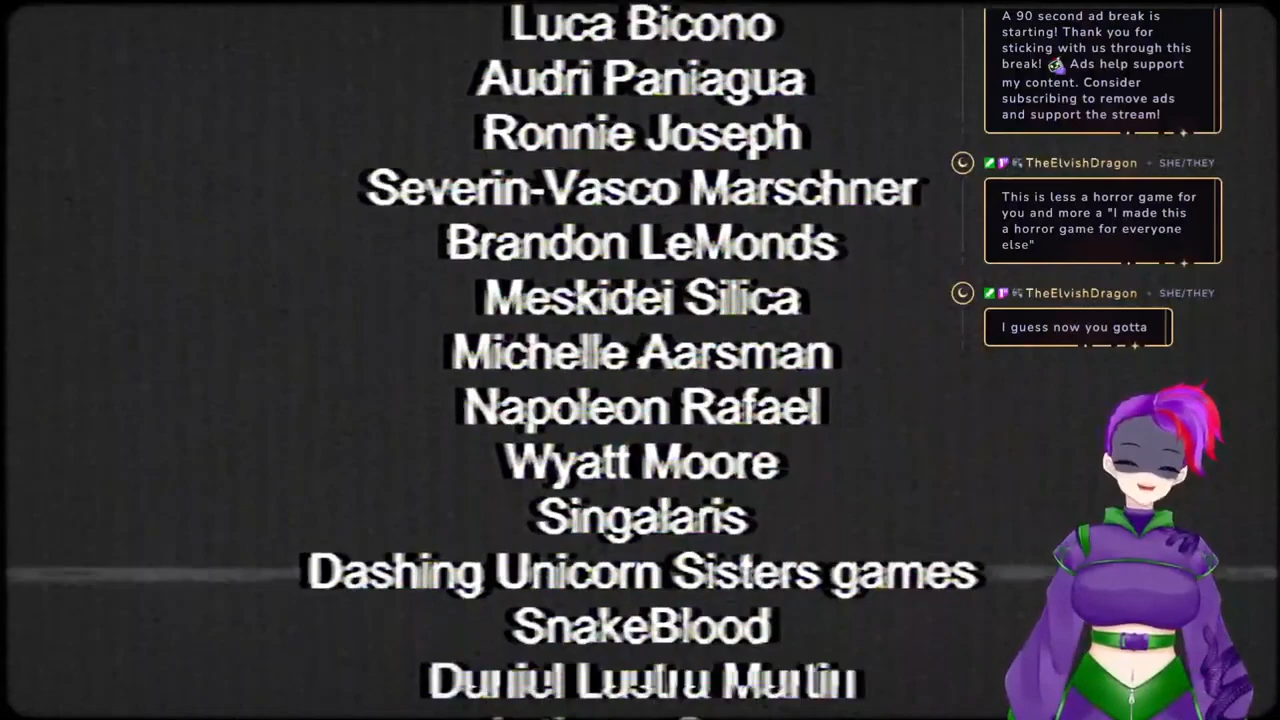 Luca Bicono
Audri Paniagua
Ronnie Joseph
Severin-Vasco Marschner
Brandon LeMonds
Meskidei Silica
Michelle Aarsman
Napoleon Rafael
Wyatt Moore
Singalaris
Dashing Unicorn Sisters games
SnakeBlood
A 90 second ad break is
starting! Thank you for
sticking with us through this
break! Ads help support
my content. Consider
subscribing to remove ads
and support the stream!
TheElvishDragon SHE/THEY
This is less a horror game for
you and more a "I made this
a horror game for everyone
else"
TheElvishDragon SHE/THEY
I guess now you gotta